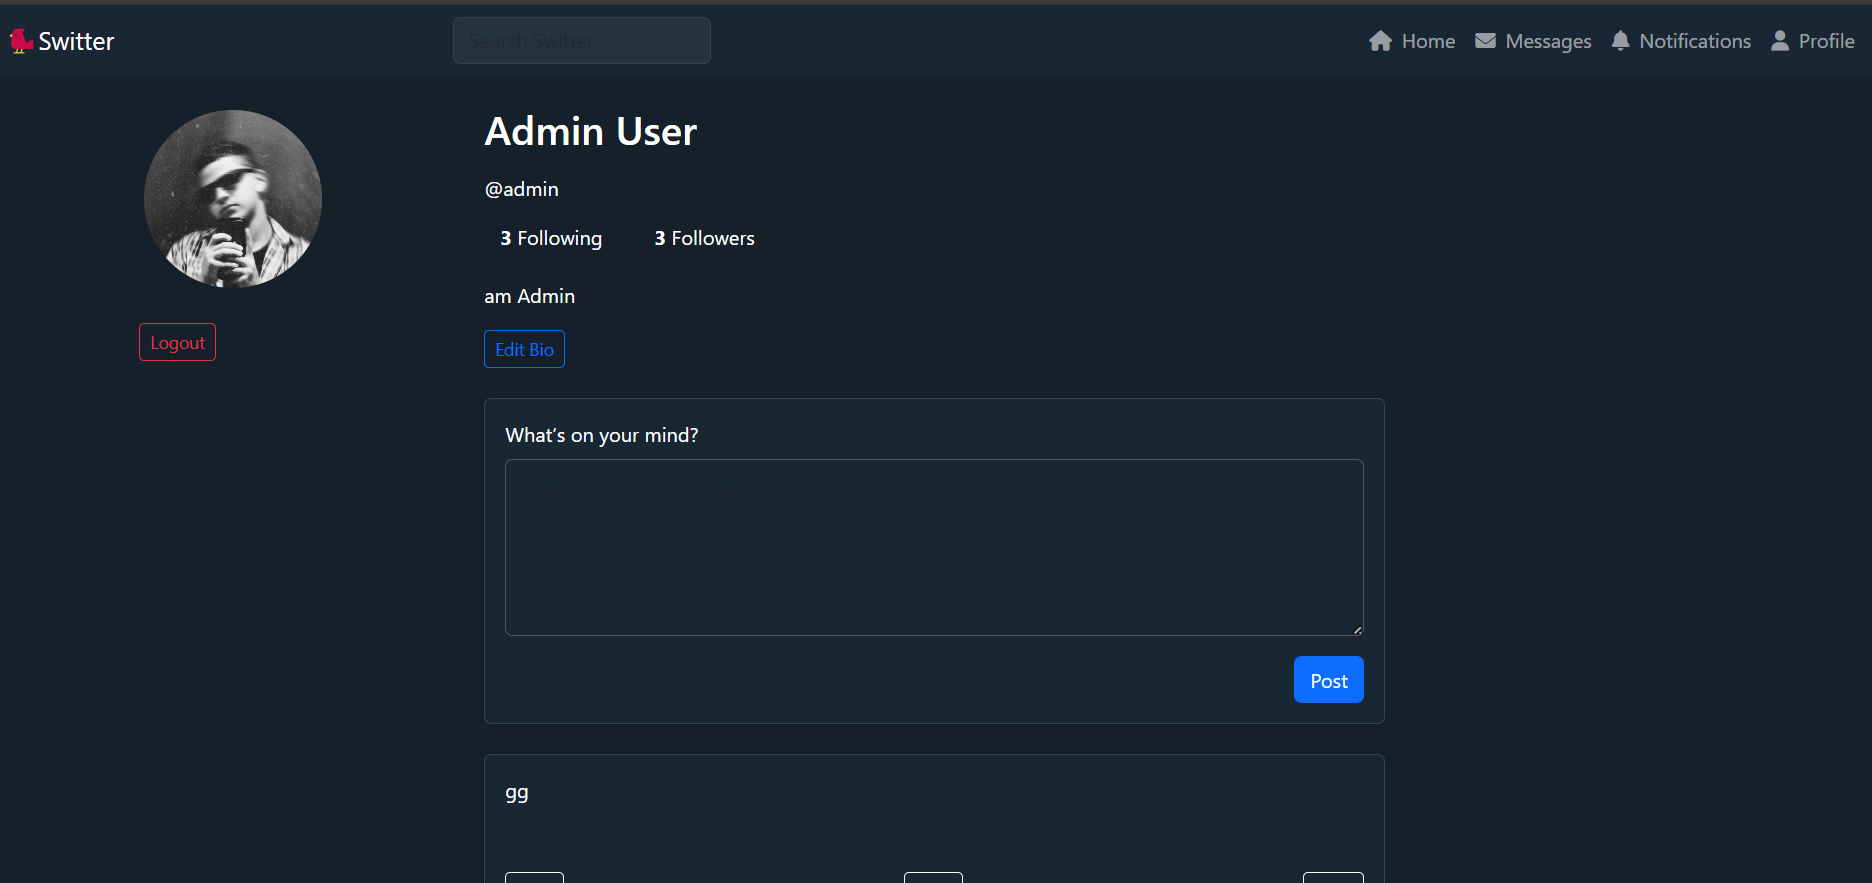 Switter
Search Switter
Home
Messages
Notifications
Profile
Admin User
@admin
3 Following
3 Followers
am Admin
Logout
Edit Bio
What's on your mind?
Post
gg